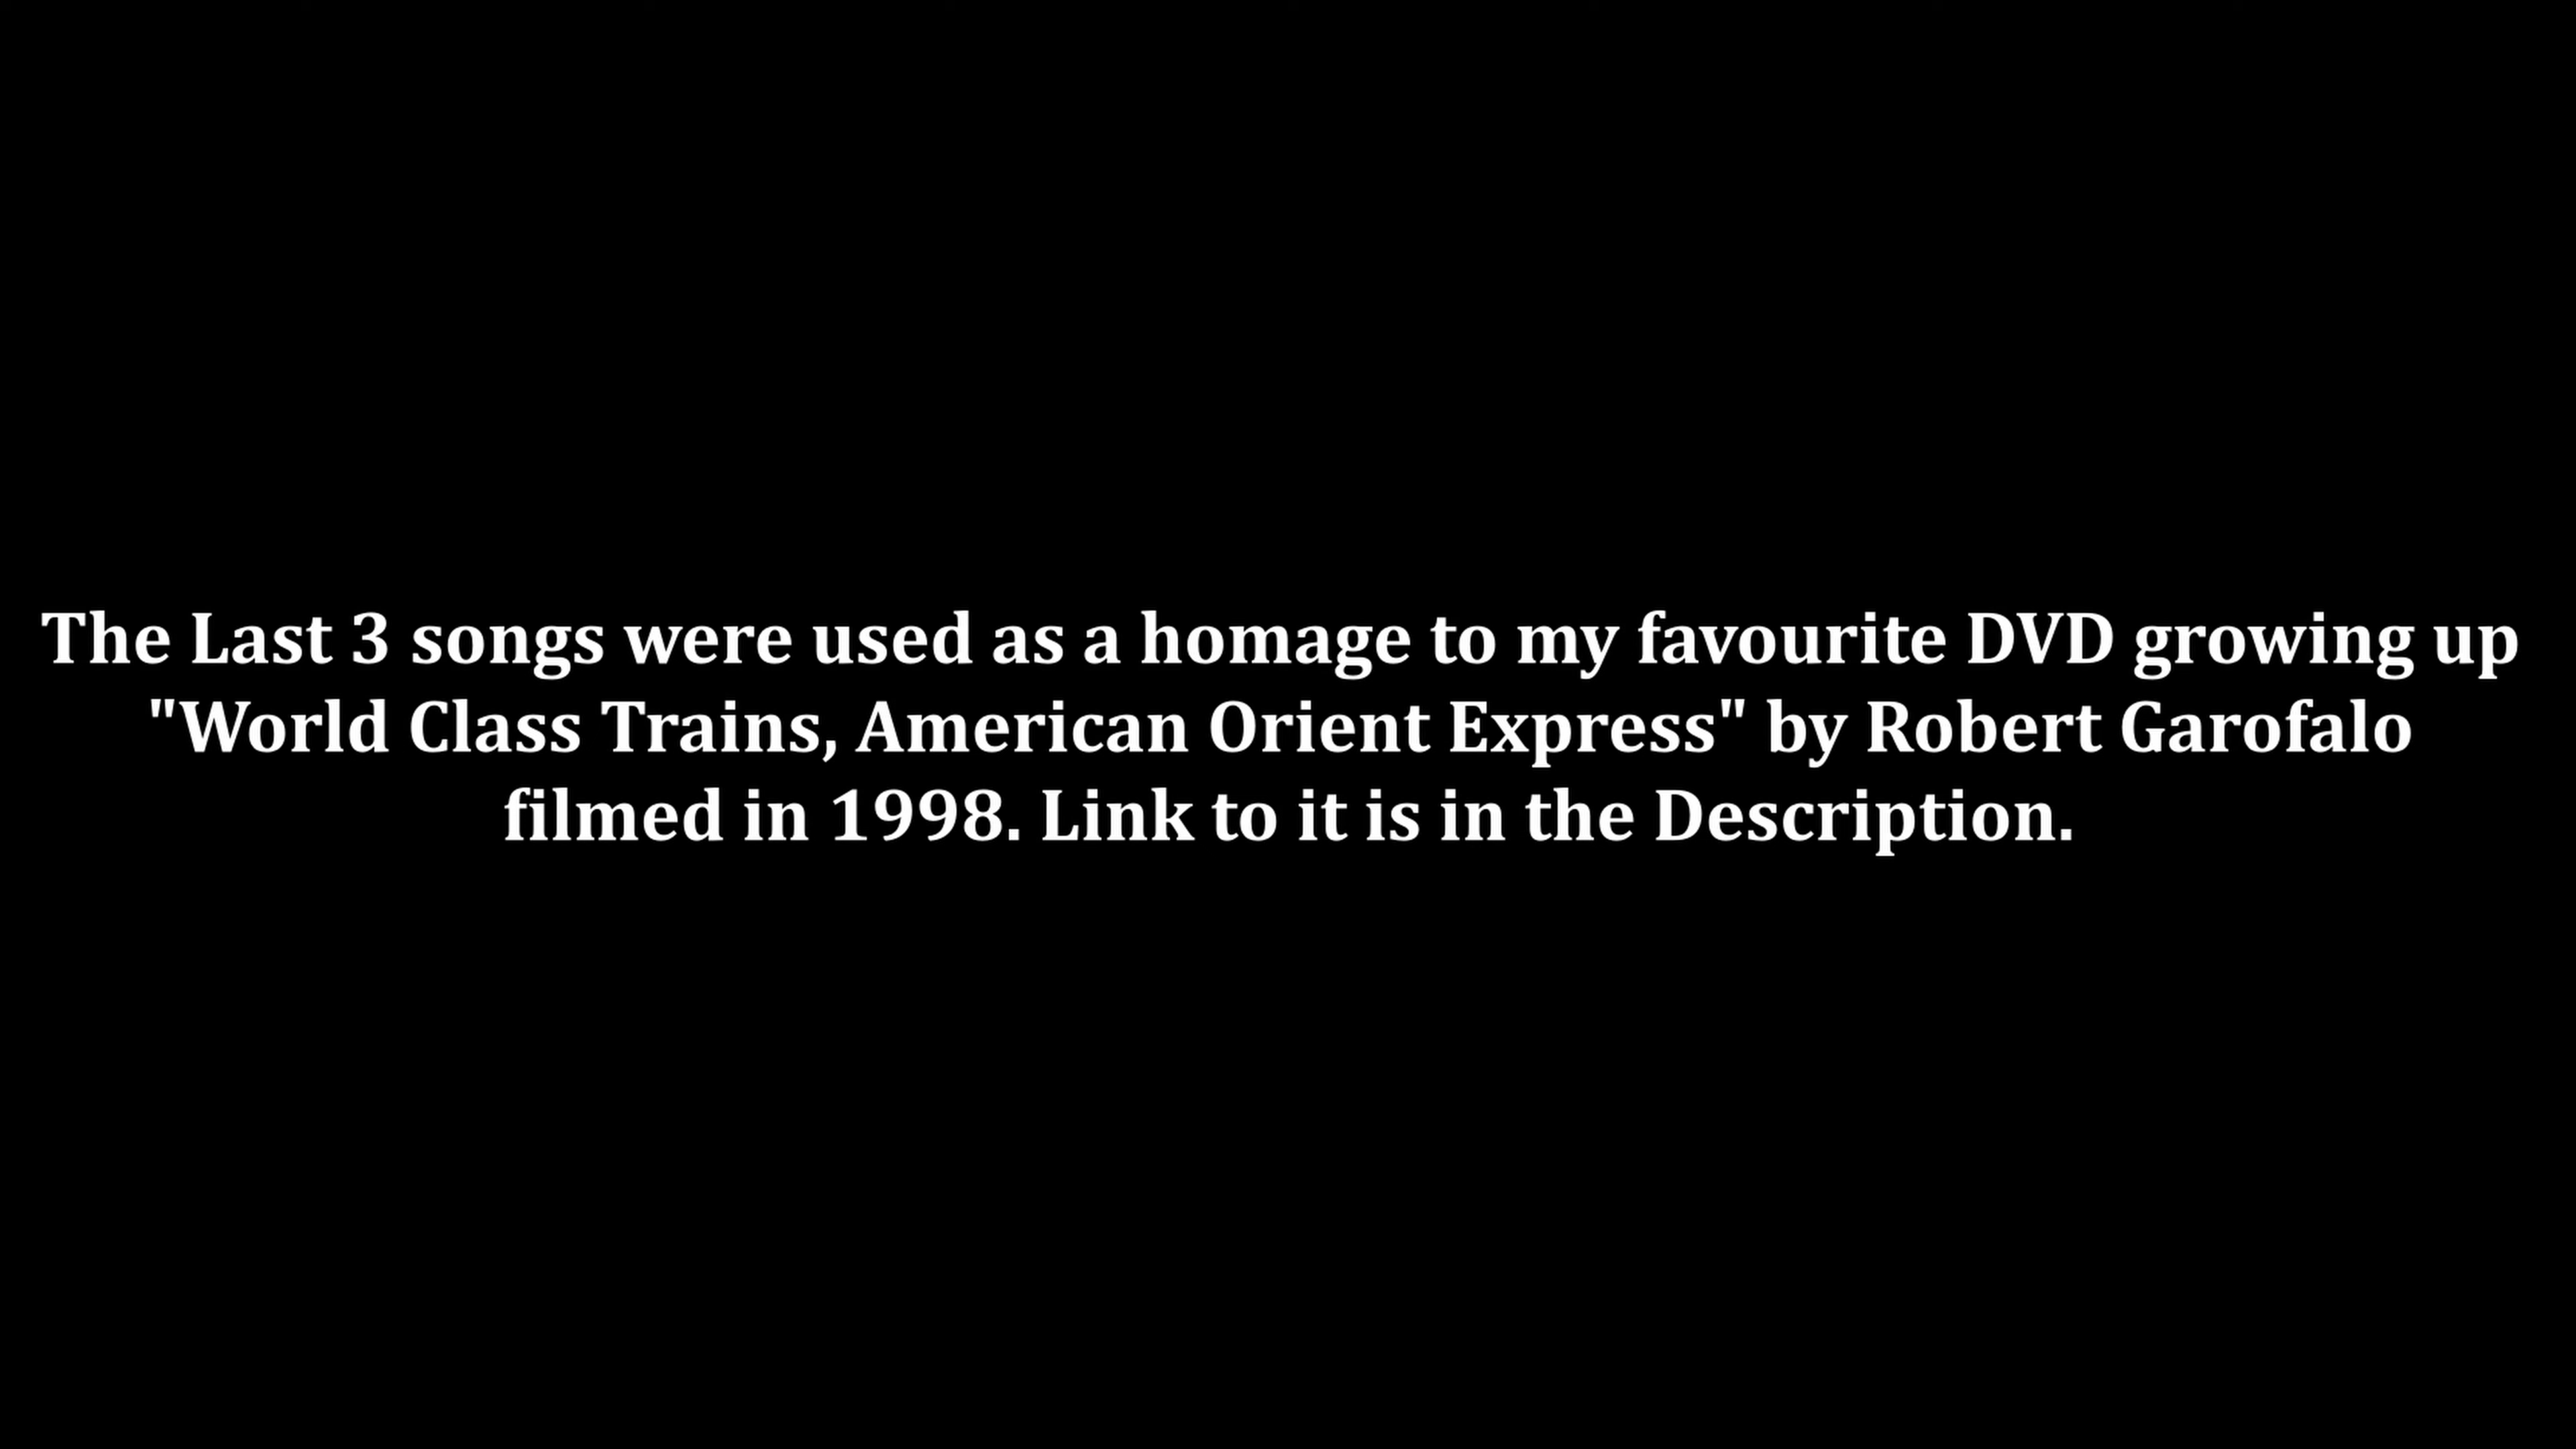 The Last 3 songs were used as a homage to my favourite DVD growing up
"World Class Trains, American Orient Express" by Robert Garofalo
filmed in 1998. Link to it is in the Description.